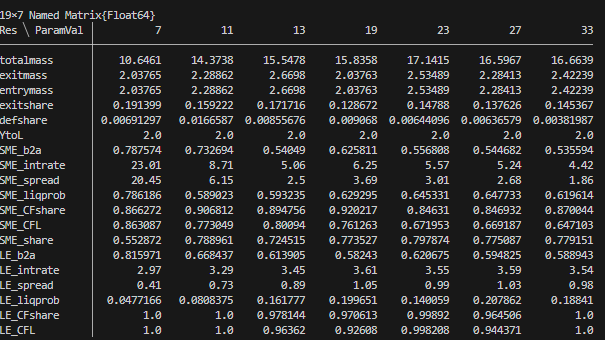 19×7 Named Matrix{Float64}
Res ╲ ParamVal │ 7 11 13 19 23 27 33
totalmass │ 10.6461 14.3738 15.5478 15.8358 17.1415 16.5967 16.6639
exitmass │ 2.03765 2.28862 2.6698 2.03763 2.53489 2.28413 2.42239
entrymass │ 2.03765 2.28862 2.6698 2.03763 2.53489 2.28413 2.42239
exitshare │ 0.191399 0.159222 0.171716 0.128672 0.14788 0.137626 0.145367
defshare │ 0.00691297 0.0166587 0.00855676 0.009068 0.00644096 0.00636579 0.00381987
YtoL │ 2.0 2.0 2.0 2.0 2.0 2.0 2.0
SME_b2a │ 0.787574 0.732694 0.54049 0.625811 0.556808 0.544682 0.535594
SME_intrate │ 23.01 8.71 5.06 6.25 5.57 5.24 4.42
SME_spread │ 20.45 6.15 2.5 3.69 3.01 2.68 1.86
SME_liqprob │ 0.786186 0.589023 0.593235 0.629295 0.645331 0.647733 0.619614
SME_CFshare │ 0.866272 0.906812 0.894756 0.920217 0.84631 0.846932 0.870044
SME_CFL │ 0.863087 0.773049 0.80094 0.761263 0.671953 0.669187 0.647103
SME_share │ 0.552872 0.788961 0.724515 0.773527 0.797874 0.775087 0.779151
LE_b2a │ 0.815971 0.668437 0.613905 0.58243 0.620675 0.594825 0.588943
LE_intrate │ 2.97 3.29 3.45 3.61 3.55 3.59 3.54
LE_spread │ 0.41 0.73 0.89 1.05 0.99 1.03 0.98
LE_liqprob │ 0.0477166 0.0808375 0.161777 0.199651 0.140059 0.207862 0.18841
LE_CFshare │ 1.0 1.0 0.978144 0.970613 0.99892 0.964506 1.0
LE_CFL │ 1.0 1.0 0.96362 0.92608 0.998208 0.944371 1.0